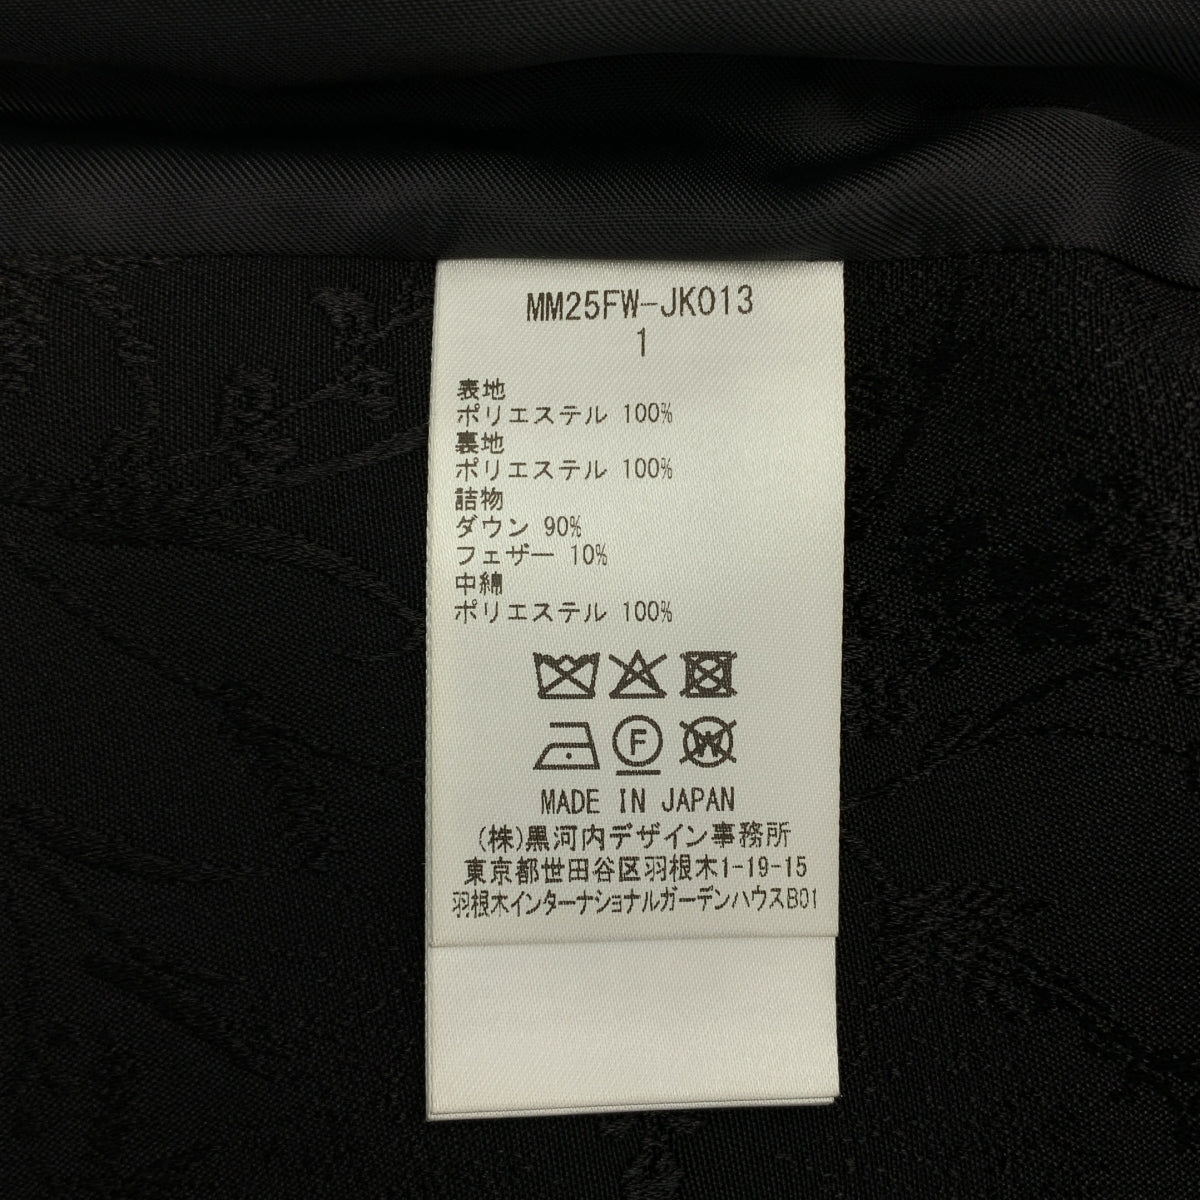 MM25FW-JK013
1
表地
ポリエステル 100%
裏地
ポリエステル 100%
詰物
ダウン 90%
フェザー 10%
中綿
ポリエステル 100%
F
W
MADE IN JAPAN
(株)黒河内デザイン事務所
東京都世田谷区羽根木1-19-15
羽根木インターナショナルガーデンハウスB01